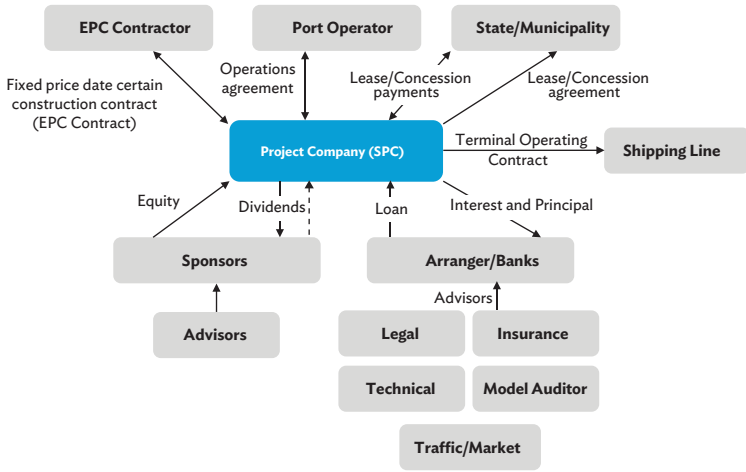 EPC Contractor
Port Operator
State/Municipality
Fixed price date certain
construction contract
(EPC Contract)
Operations
agreement
Lease/Concession
payments
Lease/Concession
agreement
Project Company (SPC)
Terminal Operating
Contract
Shipping Line
Equity
Dividends
Loan
Interest and Principal
Sponsors
Arranger/Banks
Advisors
Advisors
Legal
Insurance
Technical
Model Auditor
Traffic/Market